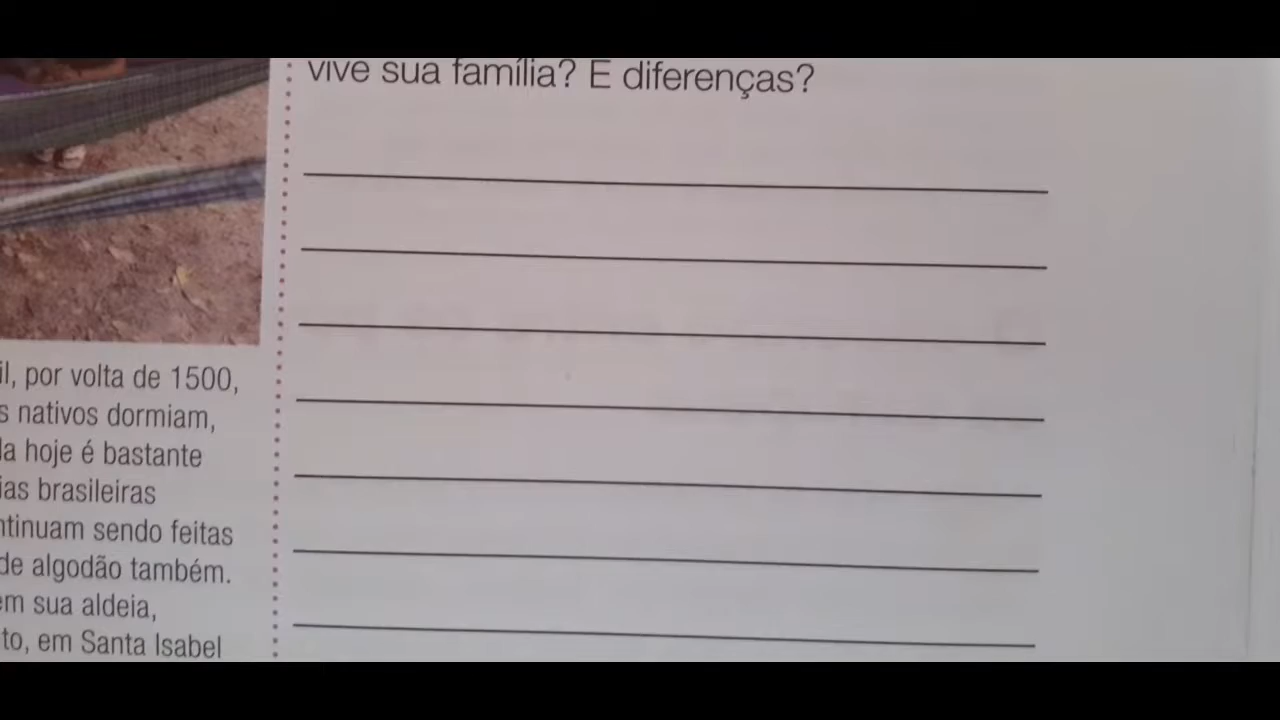 vive sua família? E diferenças?
il, por volta de 1500,
s nativos dormiam,
la hoje é bastante
ias brasileiras
ntinuam sendo feitas
de algodão também.
em sua aldeia,
to, em Santa Isabel